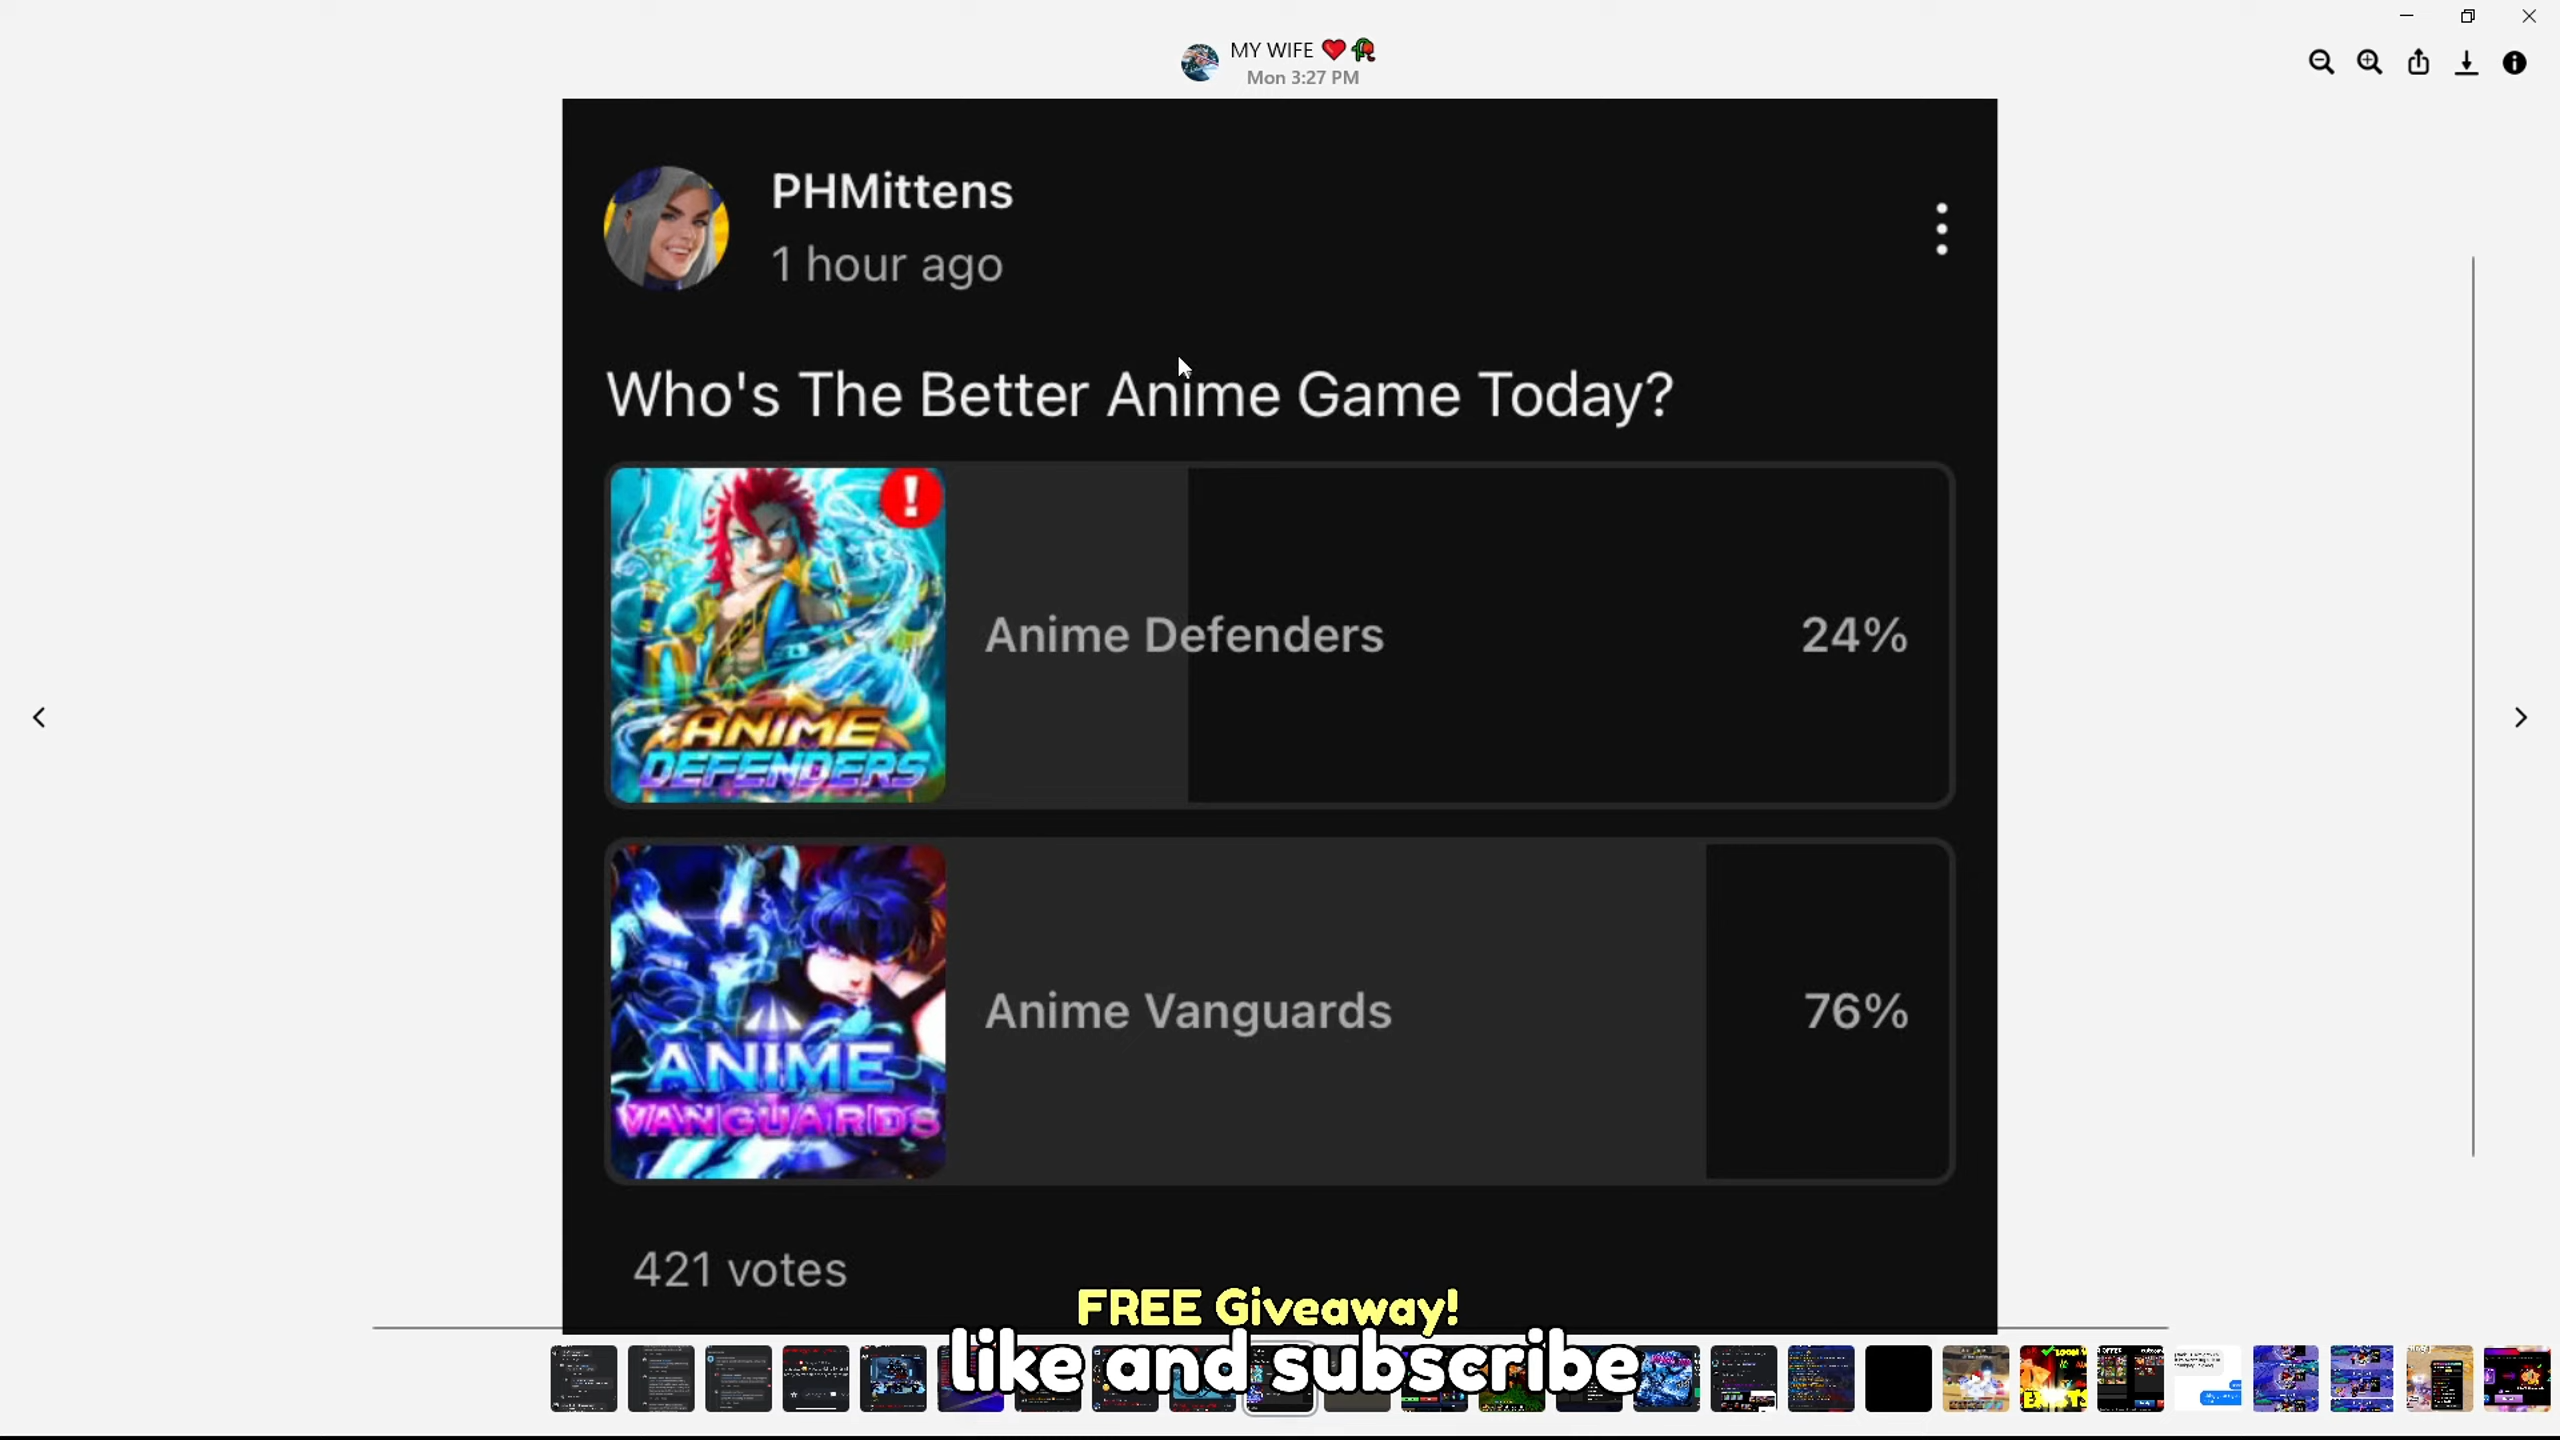 MY WIFE ❤️🥀
Mon 3:27 PM
PHMittens
1 hour ago
Who's The Better Anime Game Today?
!
ANIME
DEFENDERS
Anime Defenders
24%
ANIME
VANGUARDS
Anime Vanguards
76%
421 votes
FREE Giveaway!
like and subscribe